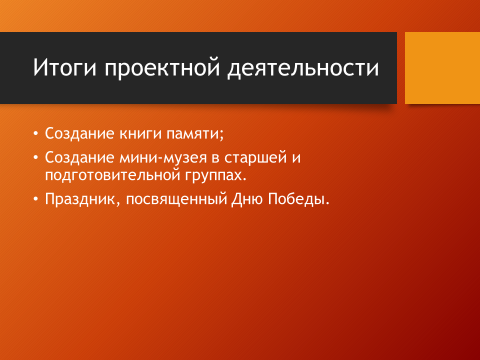 Итоги проектной деятельности
• Создание книги памяти;
• Создание мини-музея в старшей и
подготовительной группах.
• Праздник, посвященный Дню Победы.